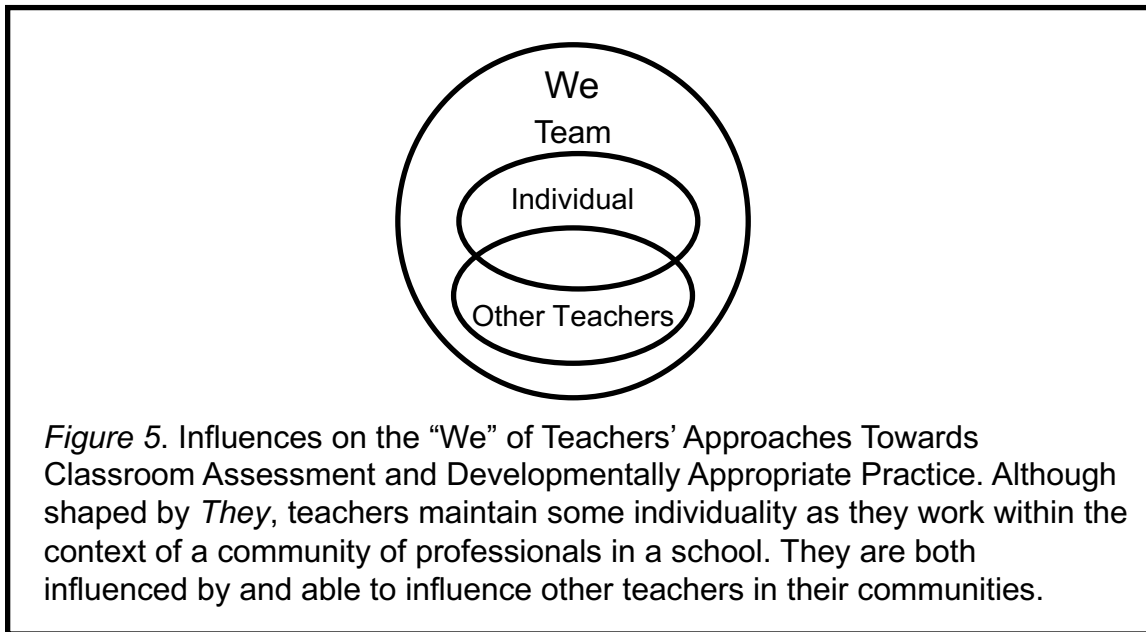 We
Team
Individual
Other Teachers
Figure 5. Influences on the “We” of Teachers’ Approaches Towards
Classroom Assessment and Developmentally Appropriate Practice. Although
shaped by They, teachers maintain some individuality as they work within the
context of a community of professionals in a school. They are both
influenced by and able to influence other teachers in their communities.